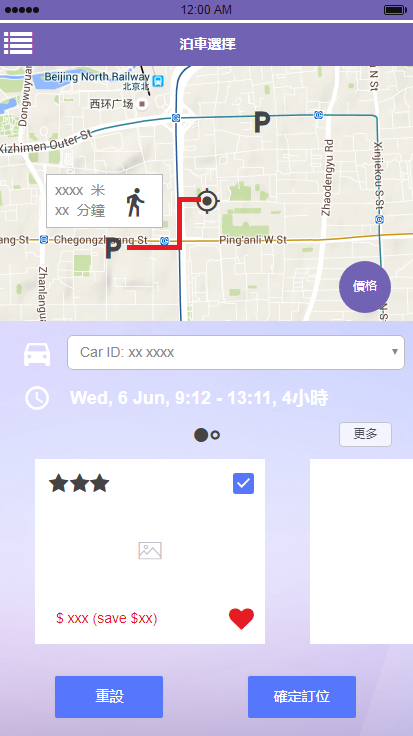 12:00 AM
泊車選擇
Beijing North Railway
北京北
西环广场
Dongwuyuan
Xizhimen Outer St
P
N St
Zhaodengyu Rd
Xinjiekou S St
xxxx 米
xx 分鐘
ang St
Chegongzhuang St
P
Ping'anli W St
Zhanlanguan
價格
Car ID: xx xxxx
Wed, 6 Jun, 9:12 - 13:11, 4小時
更多
$ xxx (save $xx)
重設
確定訂位